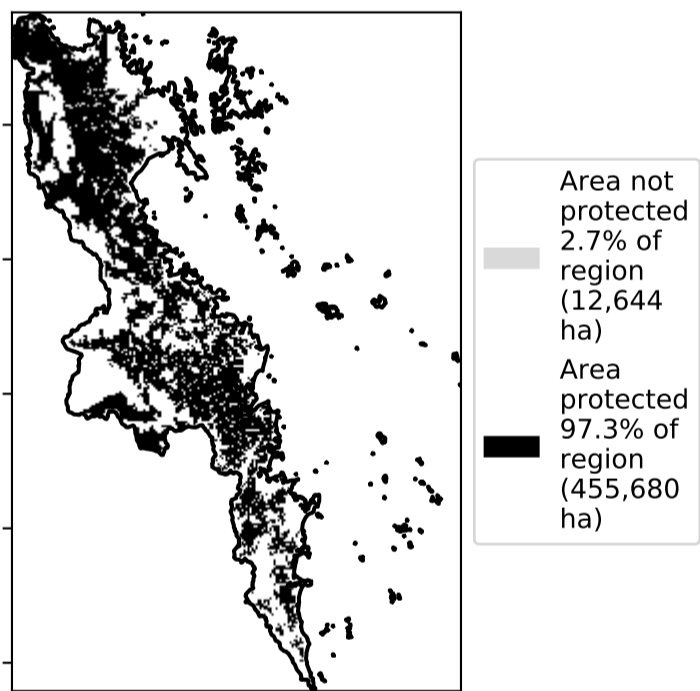 Area not
protected
2.7% of
region
(12,644
ha)
Area
protected
97.3% of
region
(455,680
ha)